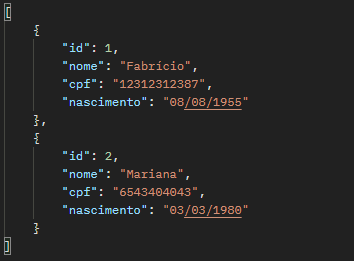 [
{
"id": 1,
"nome": "Fabrício",
"cpf": "12312312387",
"nascimento": "08/08/1955"
},
{
"id": 2,
"nome": "Mariana",
"cpf": "6543404043",
"nascimento": "03/03/1980"
}
]